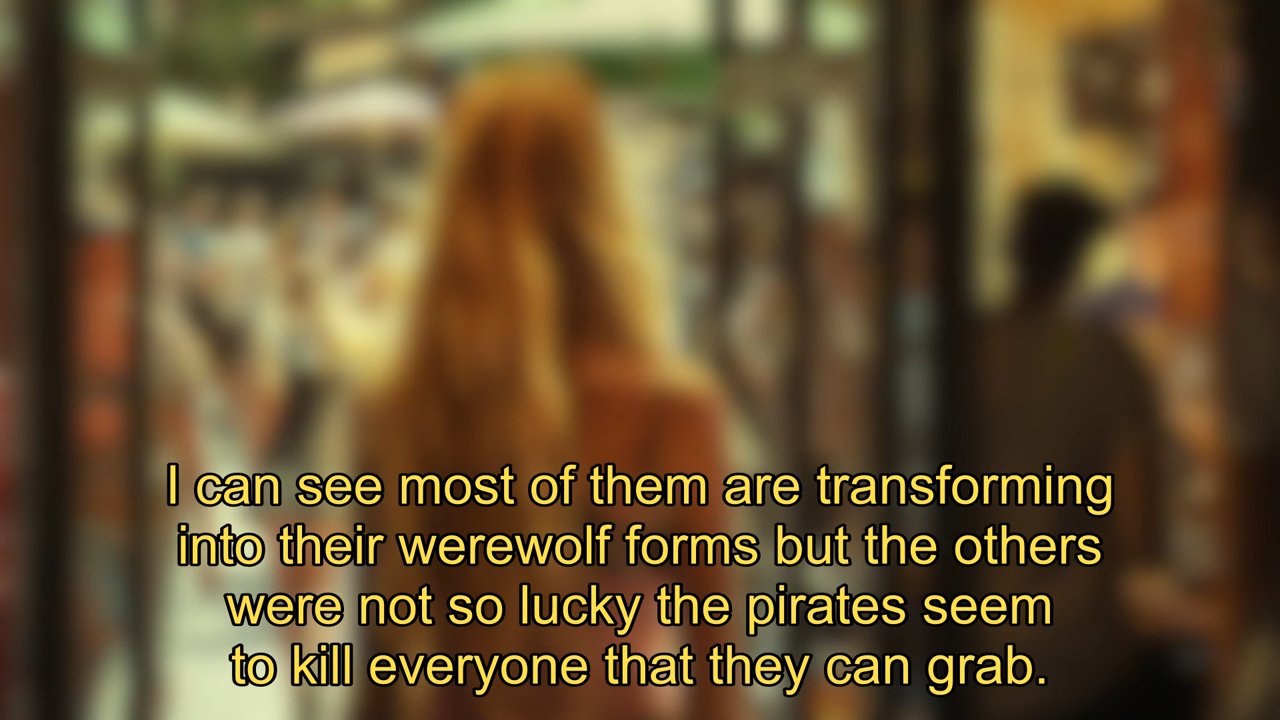 I can see most of them are transforming
into their werewolf forms but the others
were not so lucky the pirates seem
to kill everyone that they can grab.